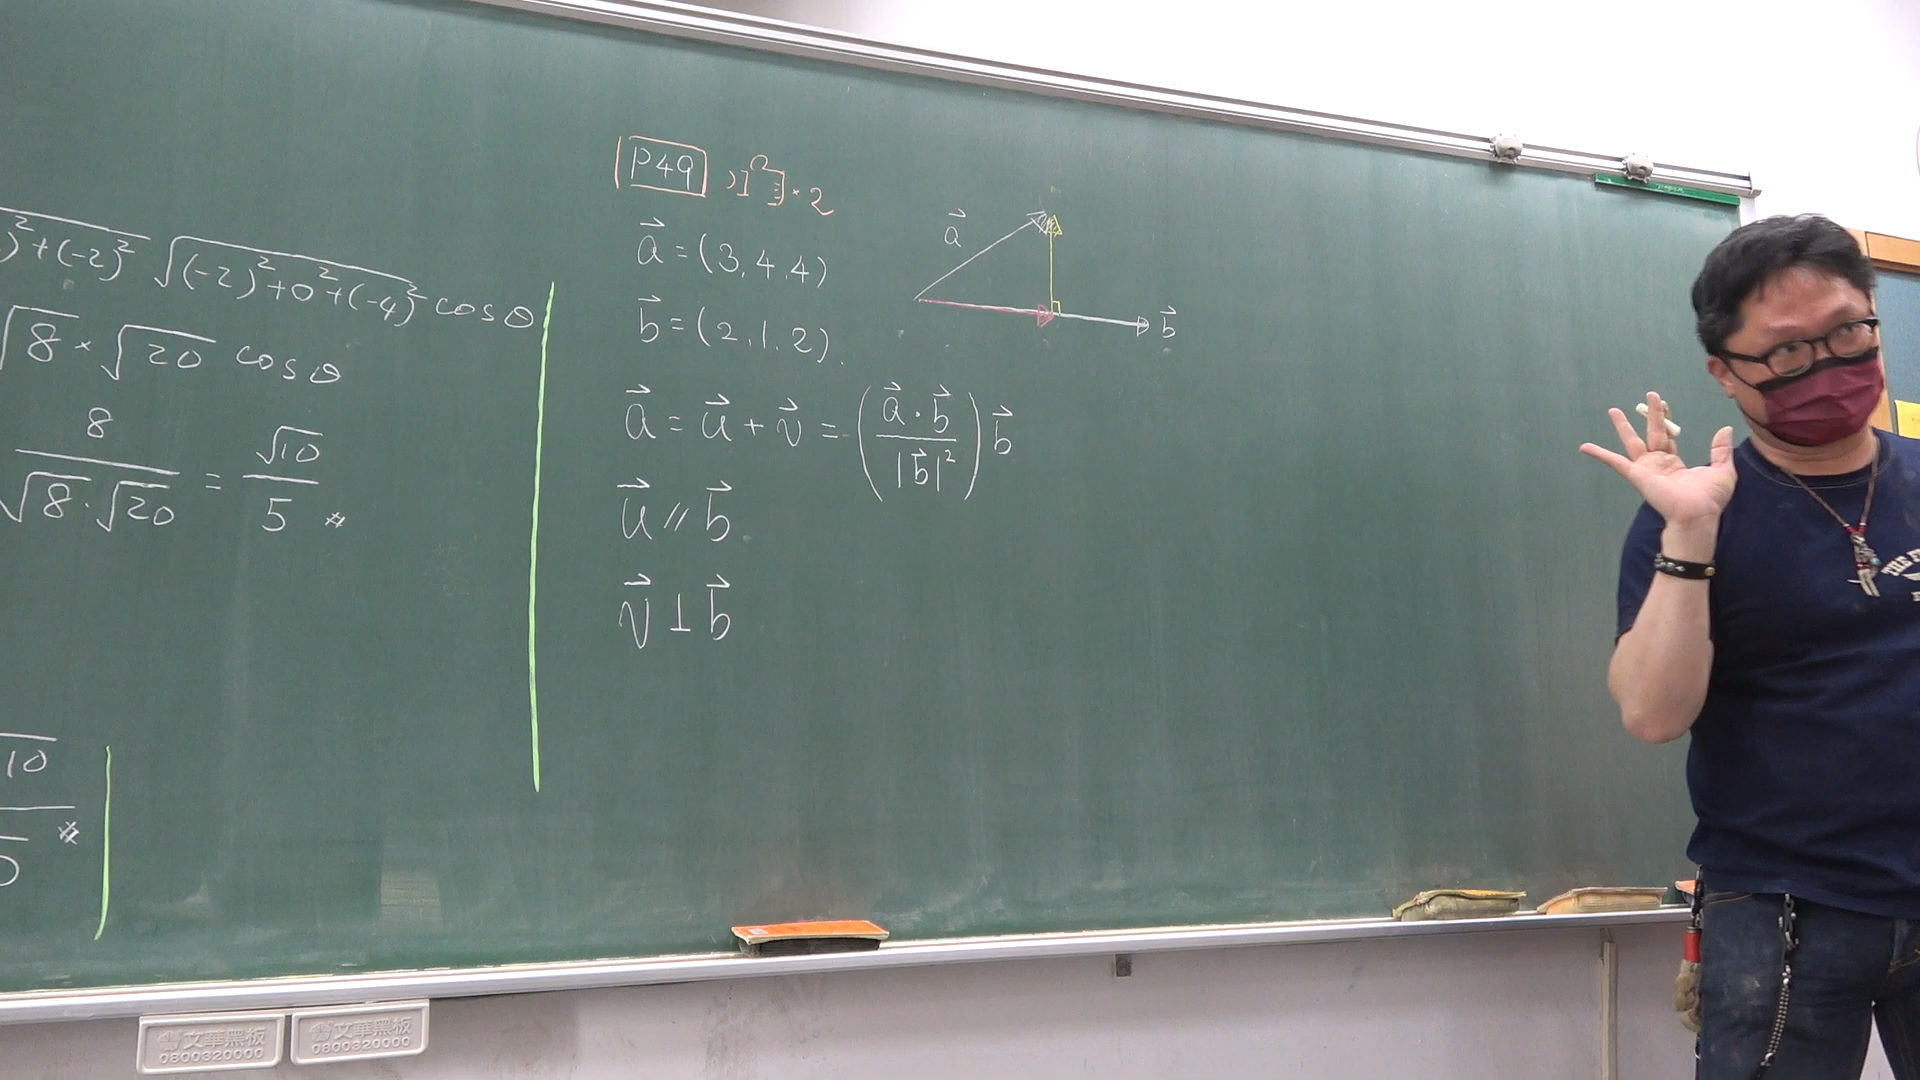 )²+(-2)² √((-2)²+0²+(-4)²) cosθ
√8 × √20 cosθ
8/(√8·√20) = √10/5 #
10
P49
×2
a⃗ = (3,4,4)
b⃗ = (2,1,2).
a⃗ = u⃗ + v⃗ = (a⃗·b⃗/|b⃗|²) b⃗
u⃗ // b⃗
v⃗ ⊥ b⃗
a⃗
b⃗
文華黑板
0800320000
文華黑板
0800320000